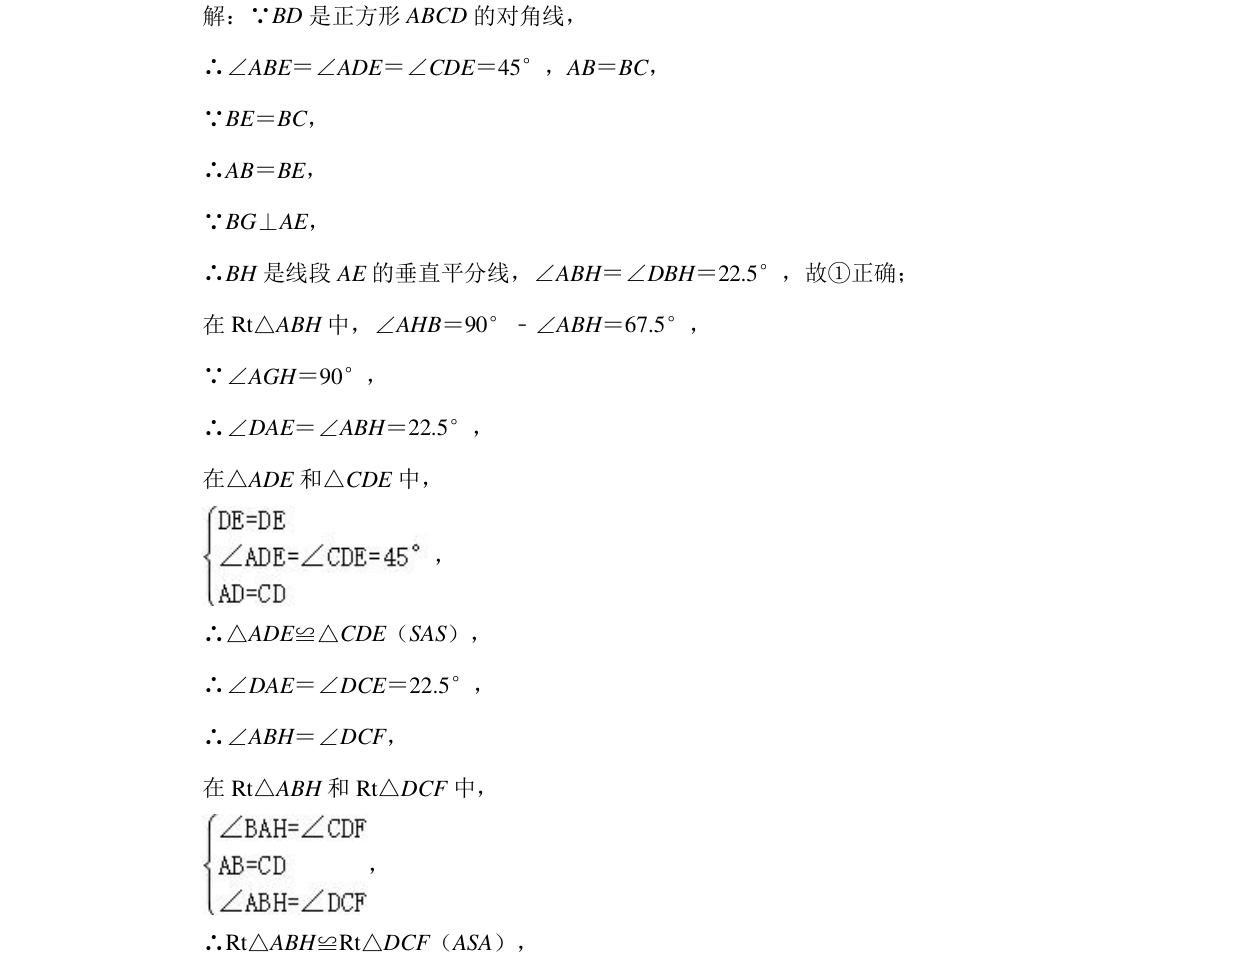 解：∵BD 是正方形 ABCD 的对角线，
∴∠ABE＝∠ADE＝∠CDE＝45°，AB＝BC，
∵BE＝BC，
∴AB＝BE，
∵BG⊥AE，
∴BH 是线段 AE 的垂直平分线，∠ABH＝∠DBH＝22.5°，故①正确；
在 Rt△ABH 中，∠AHB＝90°﹣∠ABH＝67.5°，
∵∠AGH＝90°，
∴∠DAE＝∠ABH＝22.5°，
在△ADE 和△CDE 中，
DE=DE
∠ADE=∠CDE=45°，
AD=CD
∴△ADE≌△CDE（SAS），
∴∠DAE＝∠DCE＝22.5°，
∴∠ABH＝∠DCF，
在 Rt△ABH 和 Rt△DCF 中，
∠BAH=∠CDF
AB=CD ，
∠ABH=∠DCF
∴Rt△ABH≌Rt△DCF（ASA），